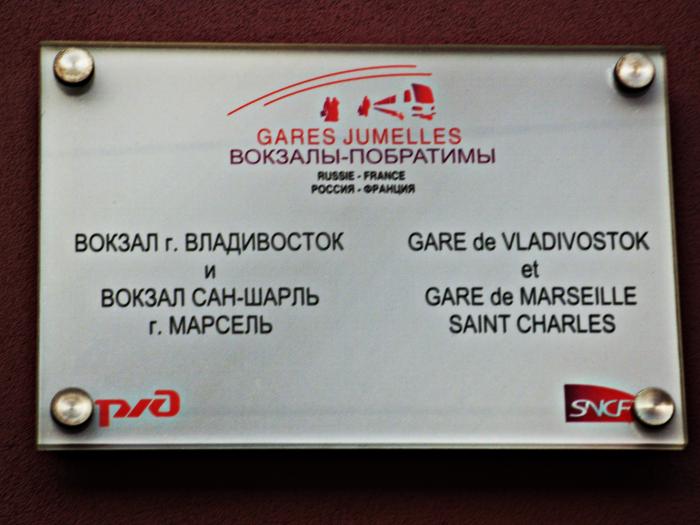 GARES JUMELLES
ВОКЗАЛЫ-ПОБРАТИМЫ
RUSSIE - FRANCE
РОССИЯ - ФРАНЦИЯ
ВОКЗАЛ г. ВЛАДИВОСТОК
и
ВОКЗАЛ САН-ШАРЛЬ
г. МАРСЕЛЬ
GARE de VLADIVOSTOK
et
GARE de MARSEILLE
SAINT CHARLES
РЖД
SNCF